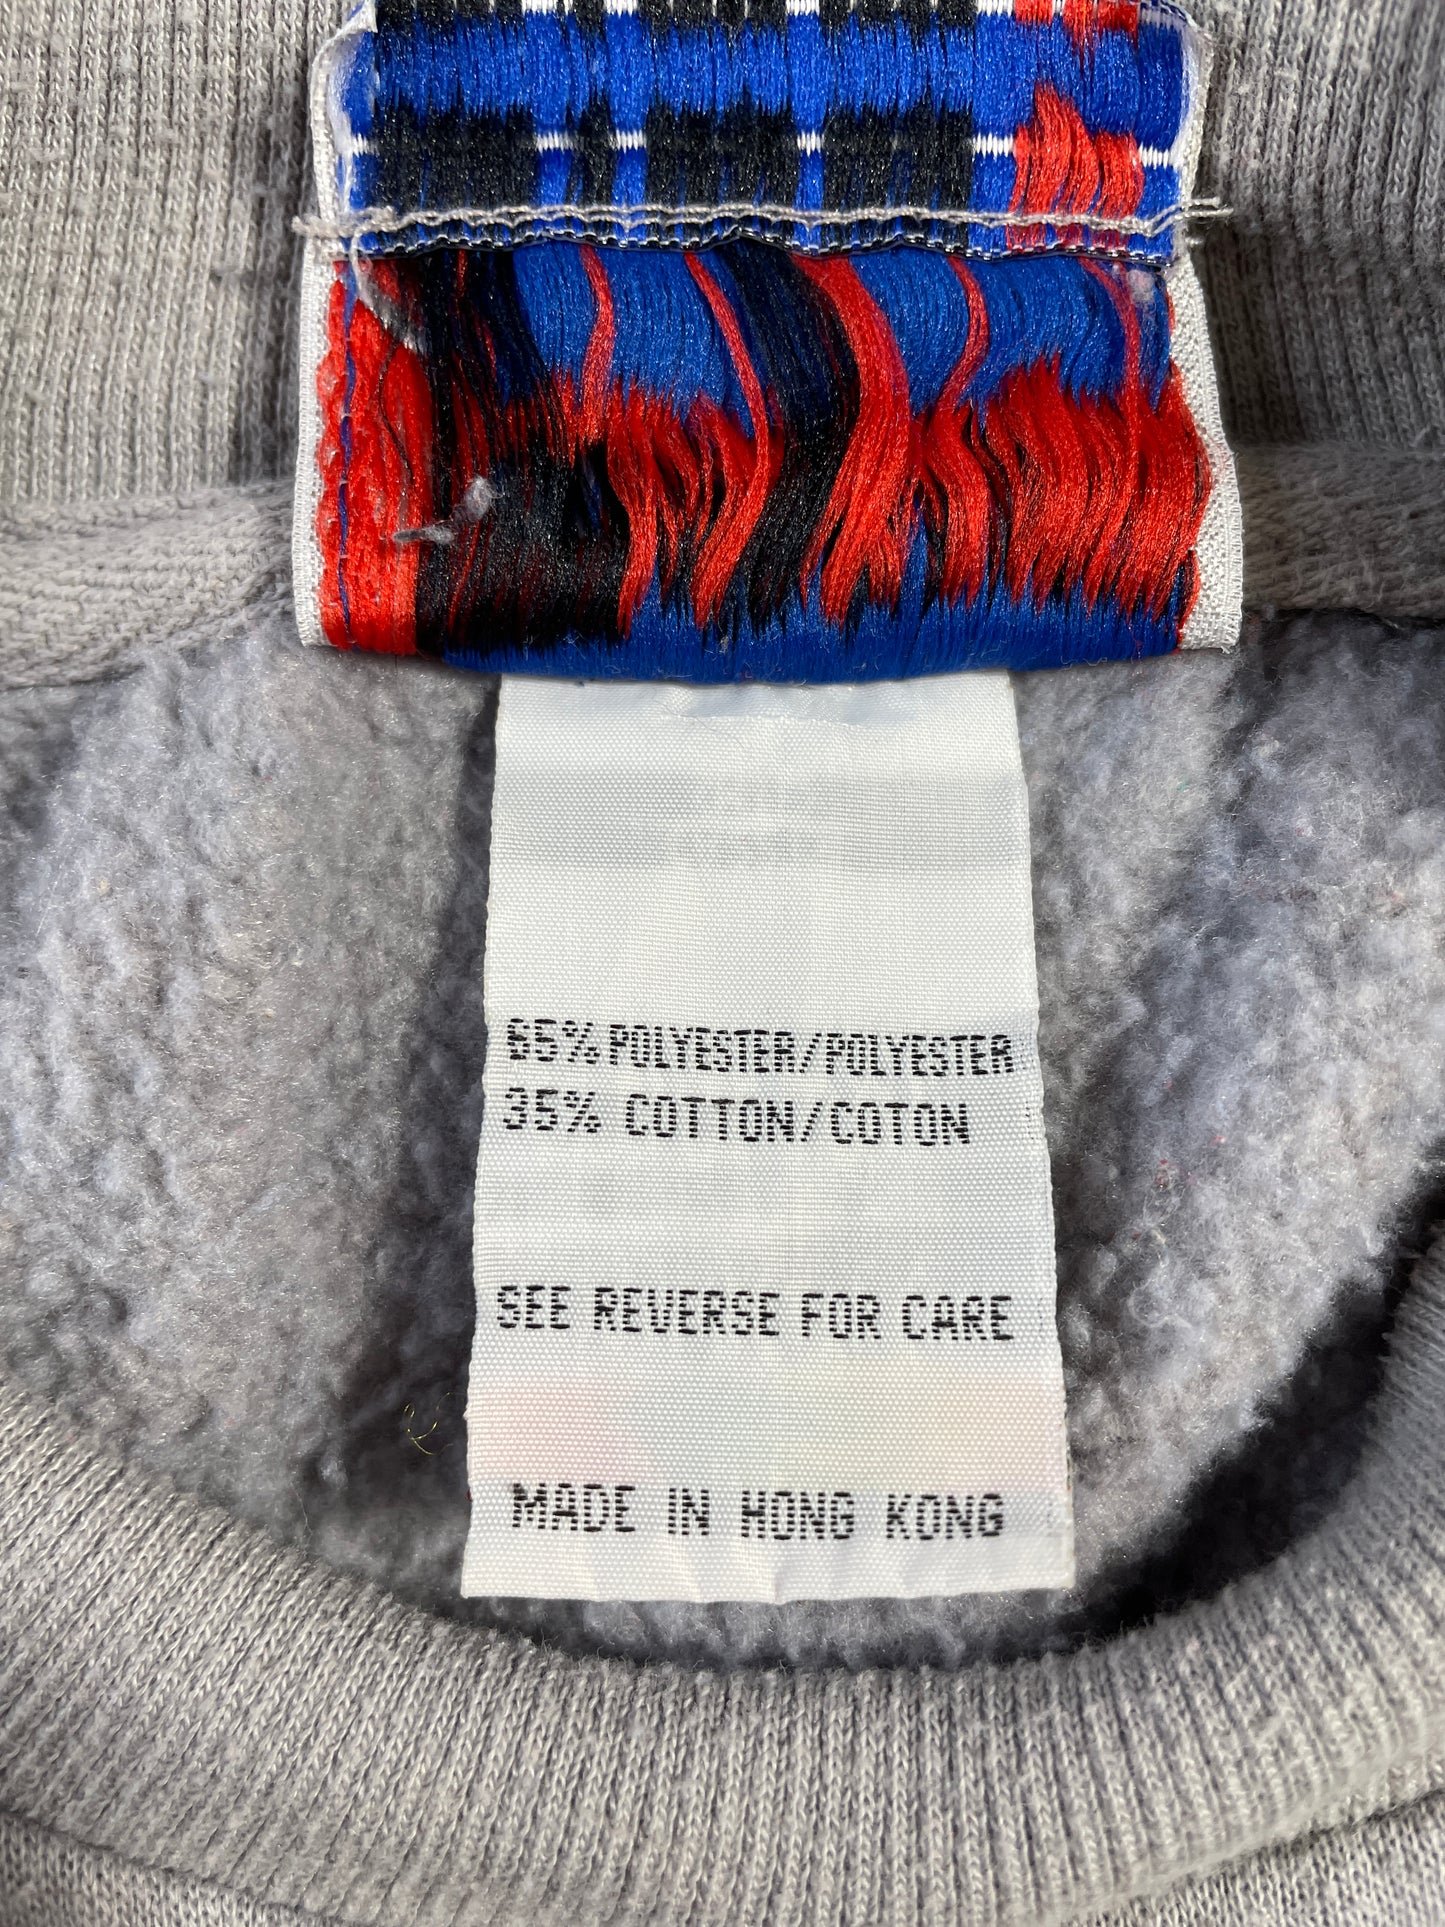 65% POLYESTER/POLYESTER
35% COTTON/COTON
SEE REVERSE FOR CARE
MADE IN HONG KONG